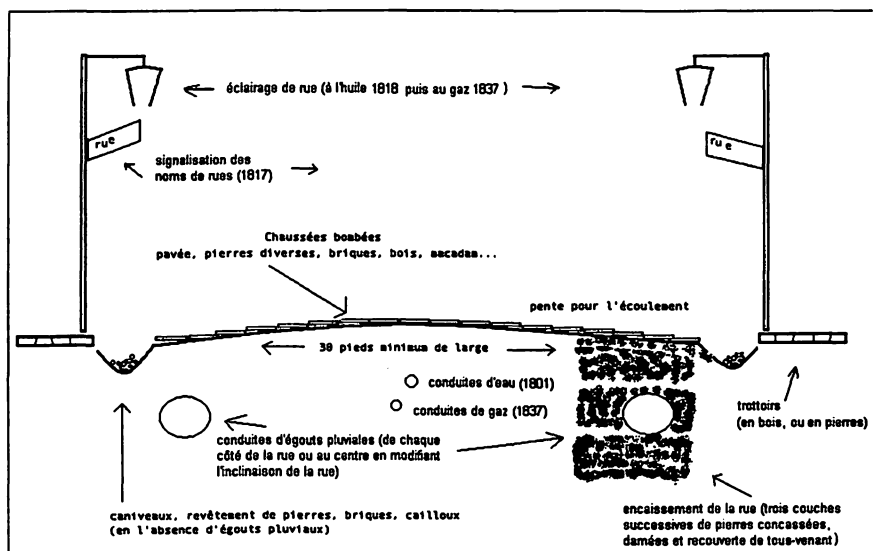 éclairage de rue (à l'huile 1818 puis au gaz 1837 )
rue
rue
signalisation des
noms de rues (1817)
Chaussées bombées
pavée, pierres diverses, briques, bois, macadam...
pente pour l'écoulement
30 pieds minimum de large
conduites d'eau (1801)
conduites de gaz (1837)
trottoirs
(en bois, ou en pierres)
conduites d'égouts pluviales (de chaque
côté de la rue ou au centre en modifiant
l'inclinaison de la rue)
caniveaux, revêtement de pierres, briques, cailloux
(en l'absence d'égouts pluviaux)
encaissement de la rue (trois couches
successives de pierres concassées,
damées et recouverte de tous-venant)